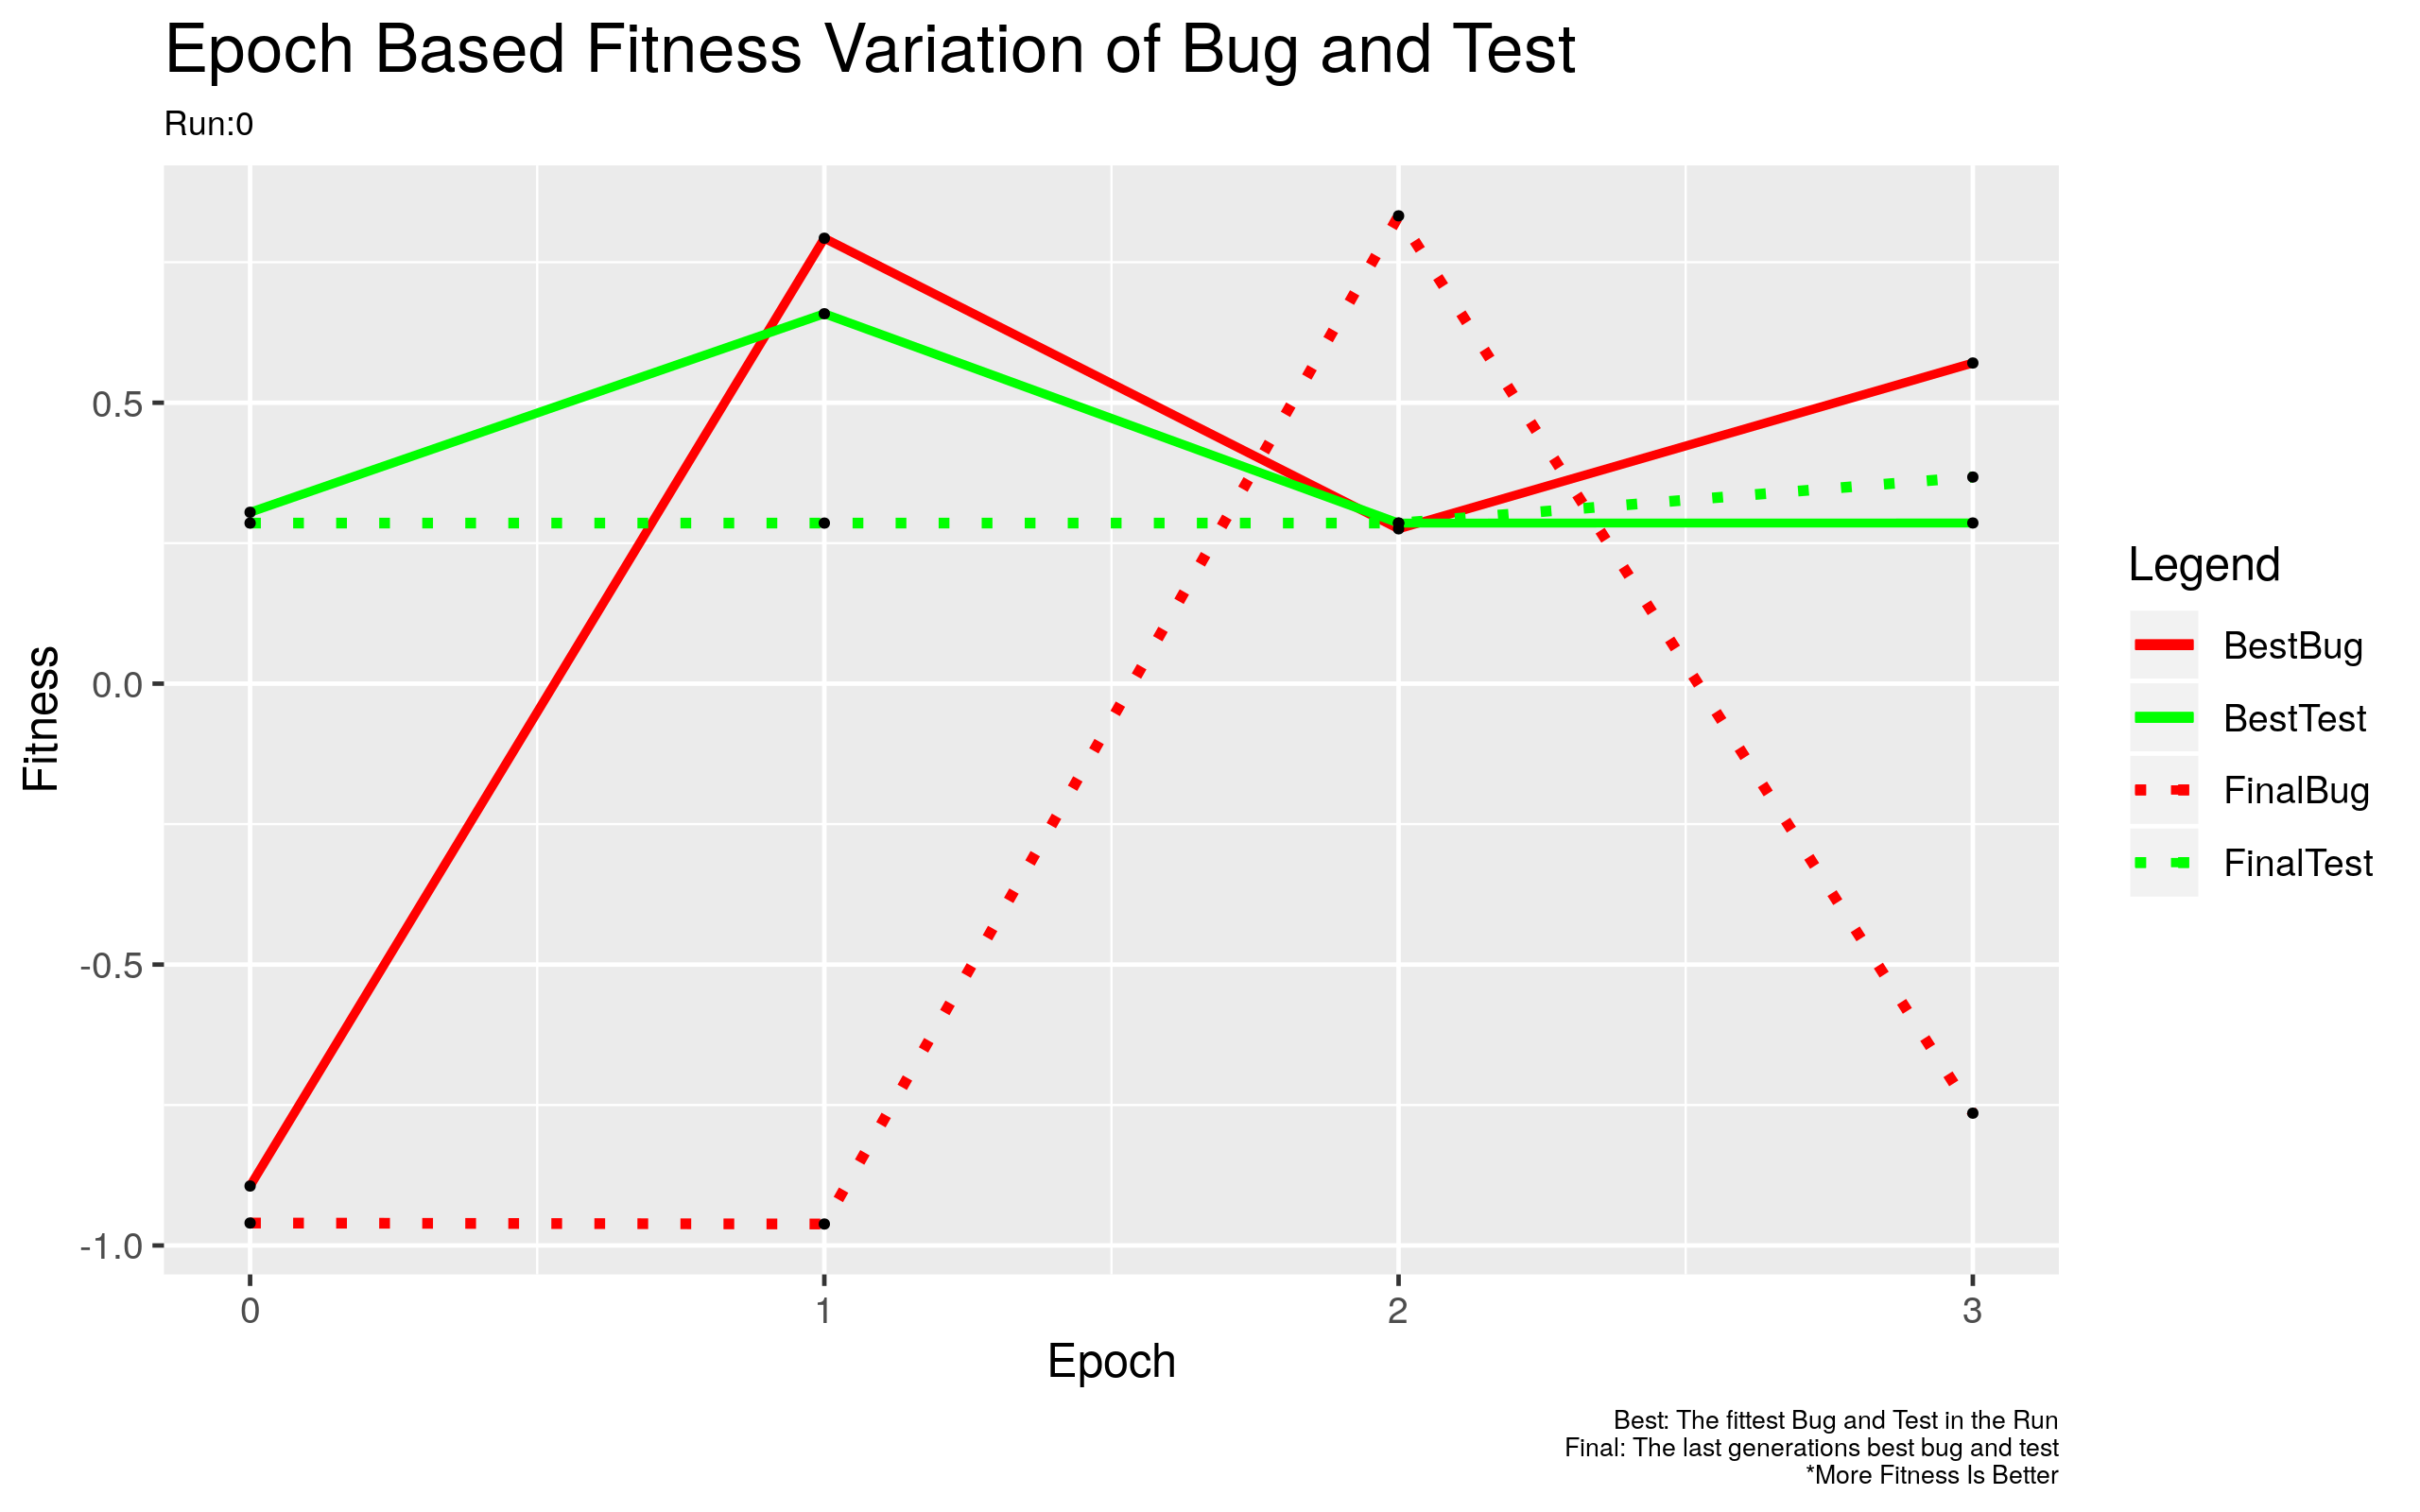 Epoch Based Fitness Variation of Bug and Test
Run:0
Fitness
0.5
0.0
-0.5
-1.0
0
1
2
3
Epoch
Legend
BestBug
BestTest
FinalBug
FinalTest
Best: The fittest Bug and Test in the Run
Final: The last generations best bug and test
*More Fitness Is Better